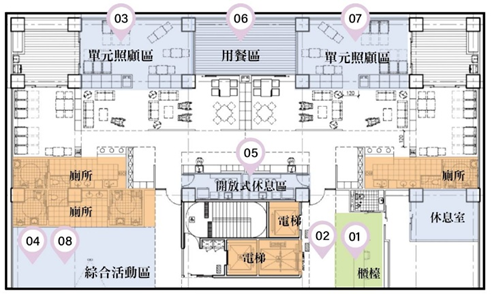 03
06
07
單元照顧區
用餐區
單元照顧區
廁所
05
廁所
開放式休息區
廁所
電梯
休息室
04
08
02
01
電梯
櫃檯
綜合活動區